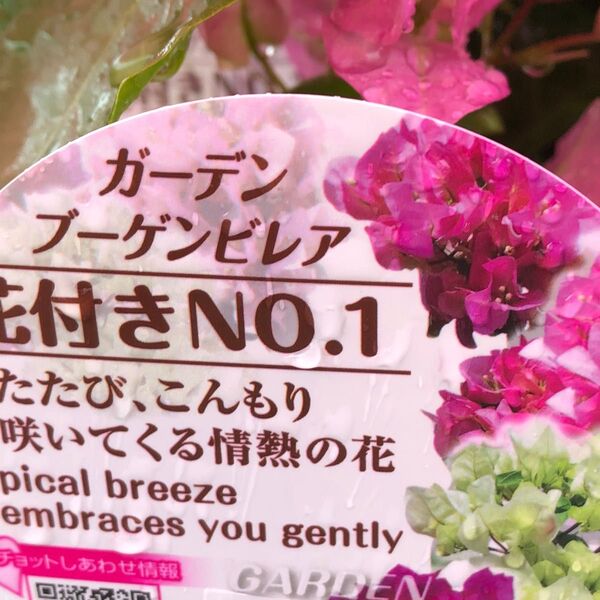 ガーデン
ブーゲンビレア
花付きNO.1
たたび、こんもり
咲いてくる情熱の花
pical breeze
embraces you gently
チョットしあわせ情報
GARDEN